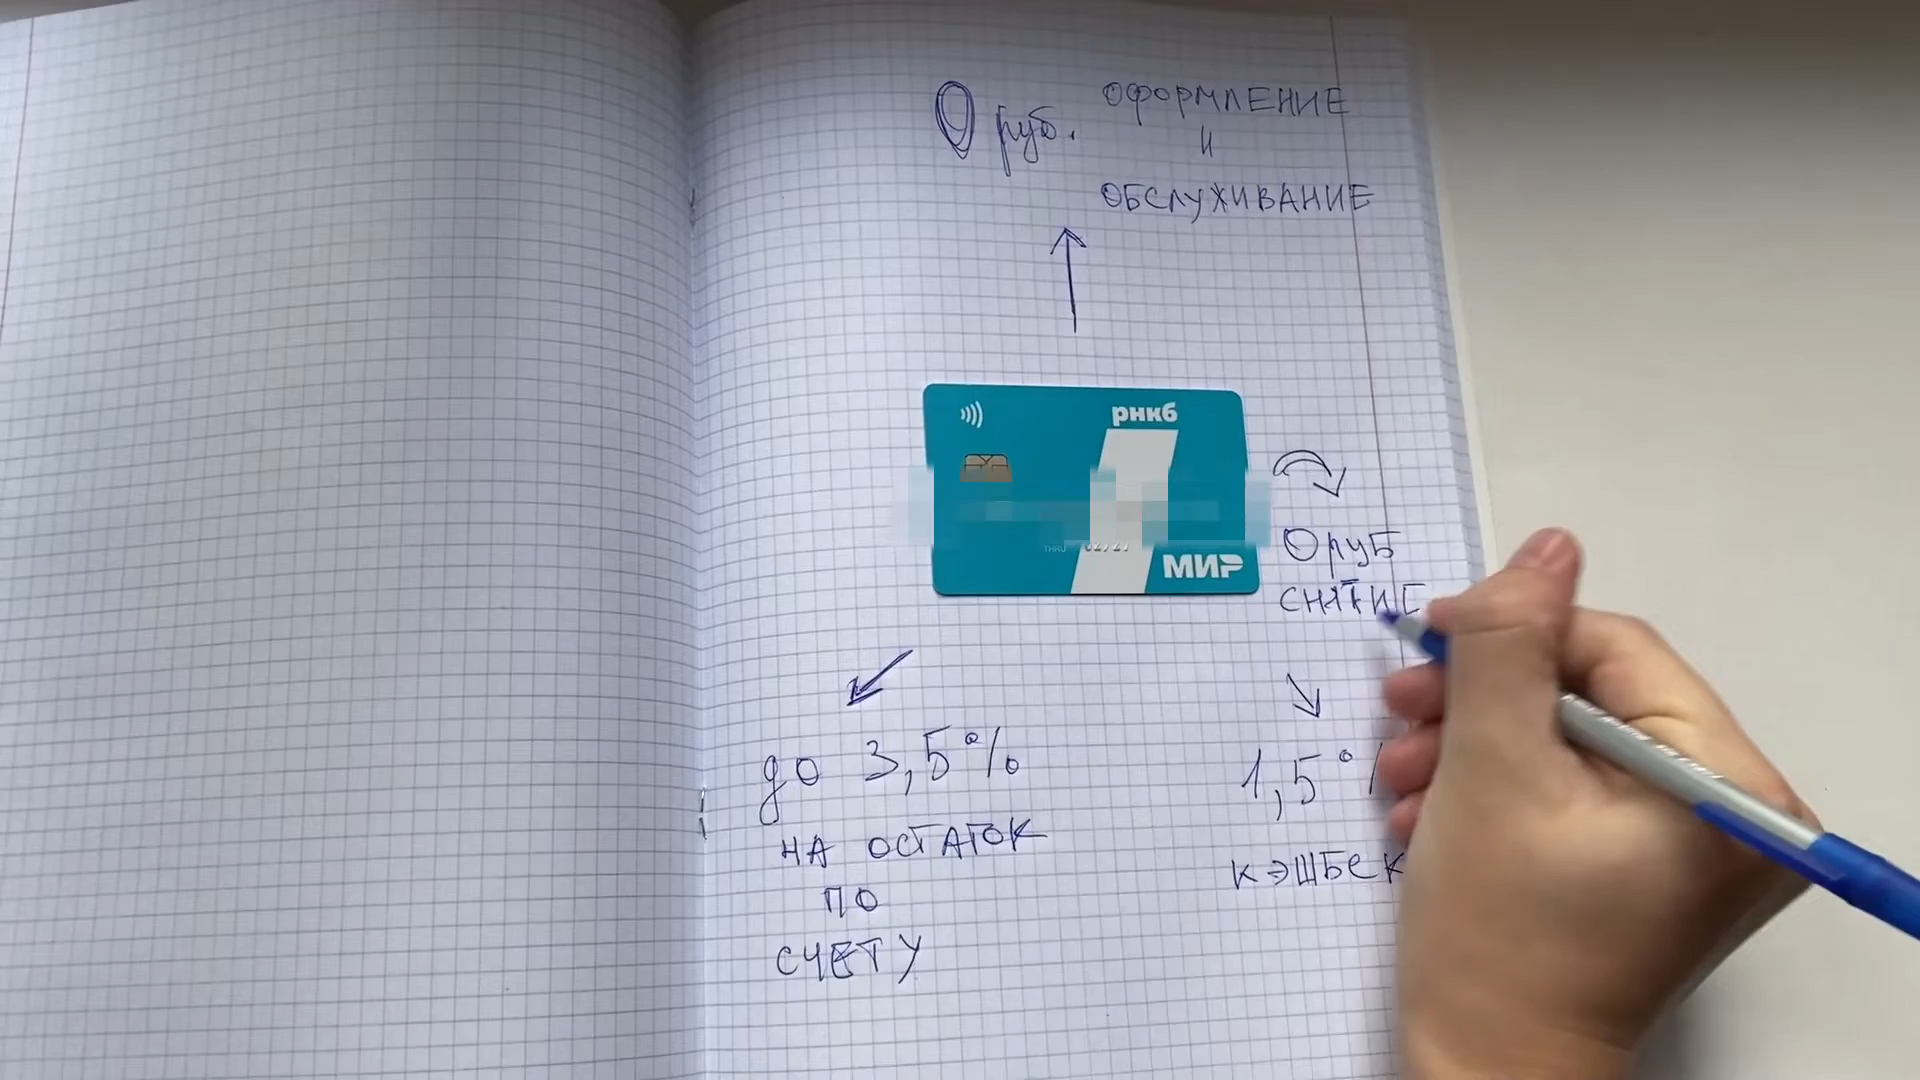 0 руб.
ОФОРМЛЕНИЕ
И
ОБСЛУЖИВАНИЕ
рнкб
THRU
МИР
0 руб
СНЯТИЕ
до 3,5%
НА ОСТАТОК
ПО
СЧЕТУ
1,5%
КЭШБЕК